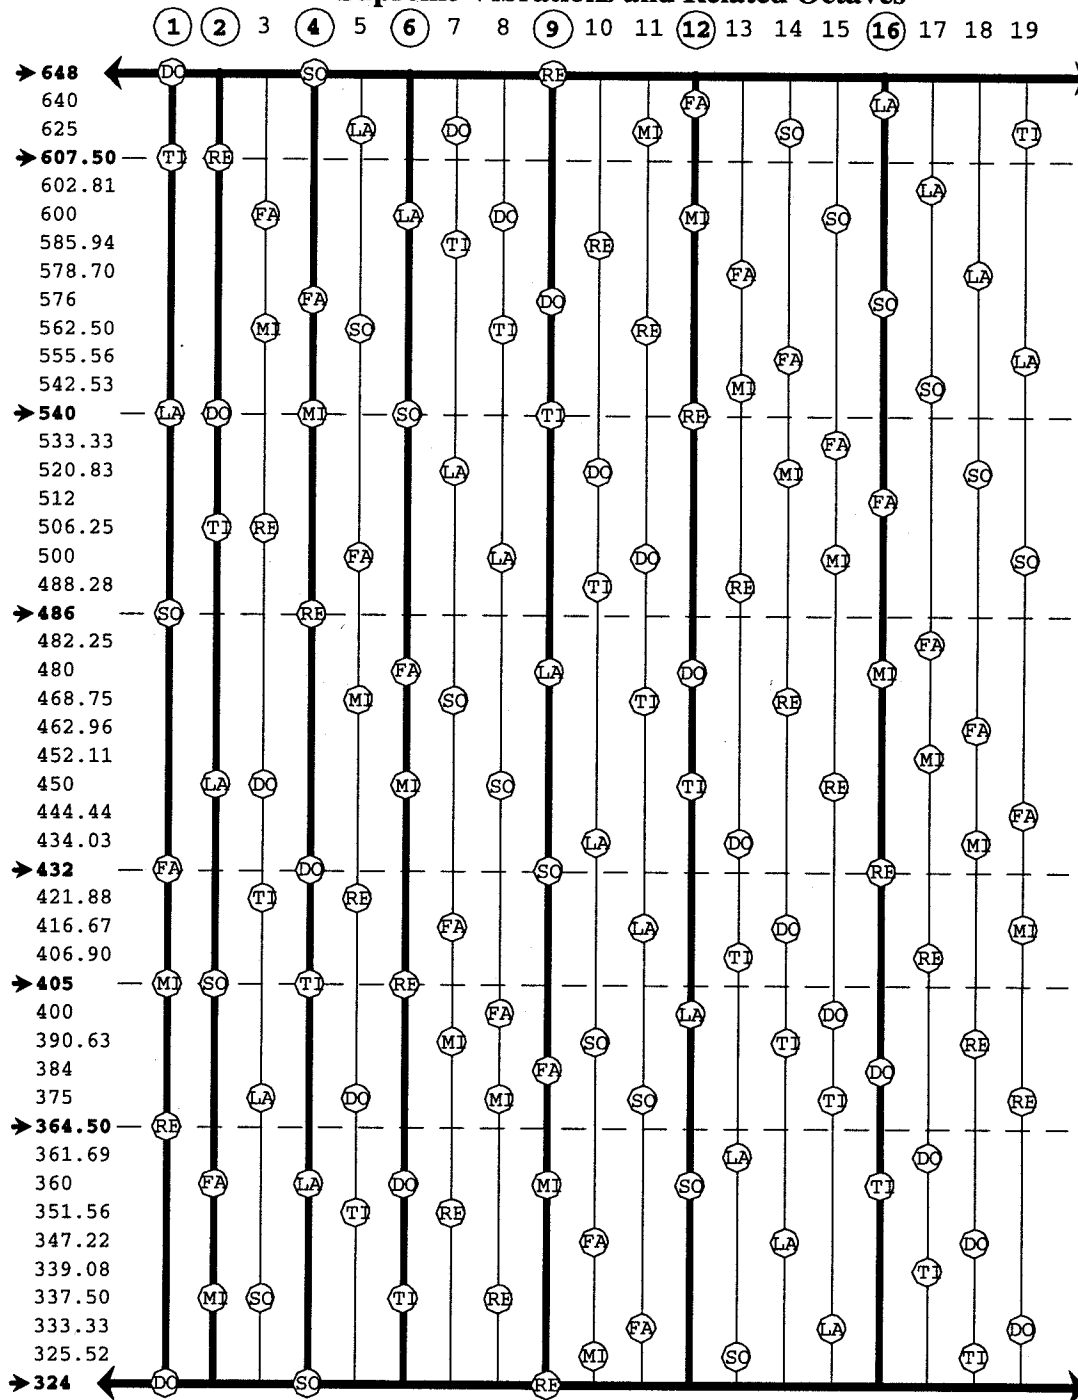 Supreme Vibrations and Related Octaves
1 2 3 4 5 6 7 8 9 10 11 12 13 14 15 16 17 18 19
648 DO SO RE
640 FA LA
625 LA DO MI SO TI
607.50 TI RE
602.81 LA
600 FA LA DO MI SO
585.94 TI RE
578.70 FA LA
576 FA DO SO
562.50 MI SO TI RE
555.56 FA LA
542.53 MI SO
540 LA DO MI SO TI RE
533.33 FA
520.83 LA DO MI SO
512 FA
506.25 TI RE
500 FA LA DO MI SO
488.28 TI RE
486 SO RE
482.25 FA
480 FA LA DO MI
468.75 MI SO TI RE
462.96 FA
452.11 MI
450 LA DO MI SO TI RE
444.44 FA
434.03 LA DO MI
432 FA DO SO RE
421.88 TI RE
416.67 FA LA DO MI
406.90 TI RE
405 MI SO TI RE
400 FA LA DO
390.63 MI SO TI RE
384 FA DO
375 LA DO MI SO TI RE
364.50 RE
361.69 LA DO
360 FA LA DO MI SO TI
351.56 TI RE
347.22 FA LA DO
339.08 TI
337.50 MI SO TI RE
333.33 FA LA DO
325.52 MI SO TI
324 DO SO RE